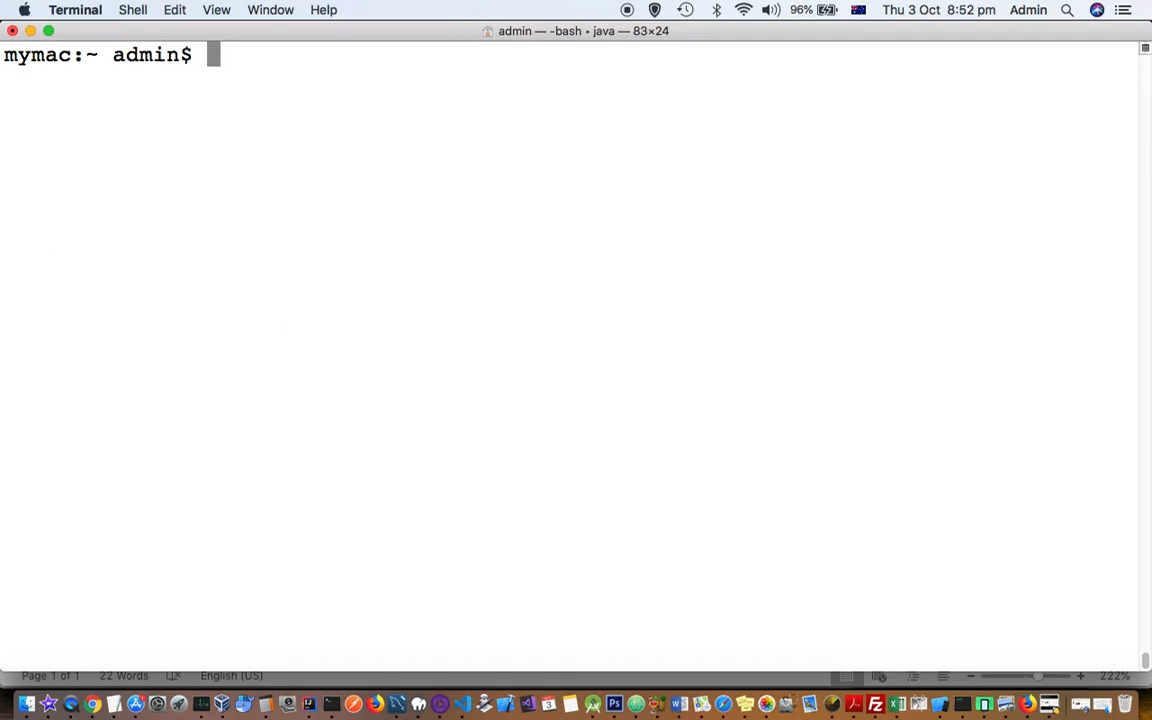 Terminal Shell Edit View Window Help 96% Thu 3 Oct 8:52 pm Admin
admin — -bash • java — 83×24
mymac:~ admin$
Page 1 of 1 22 Words English (US) 222%